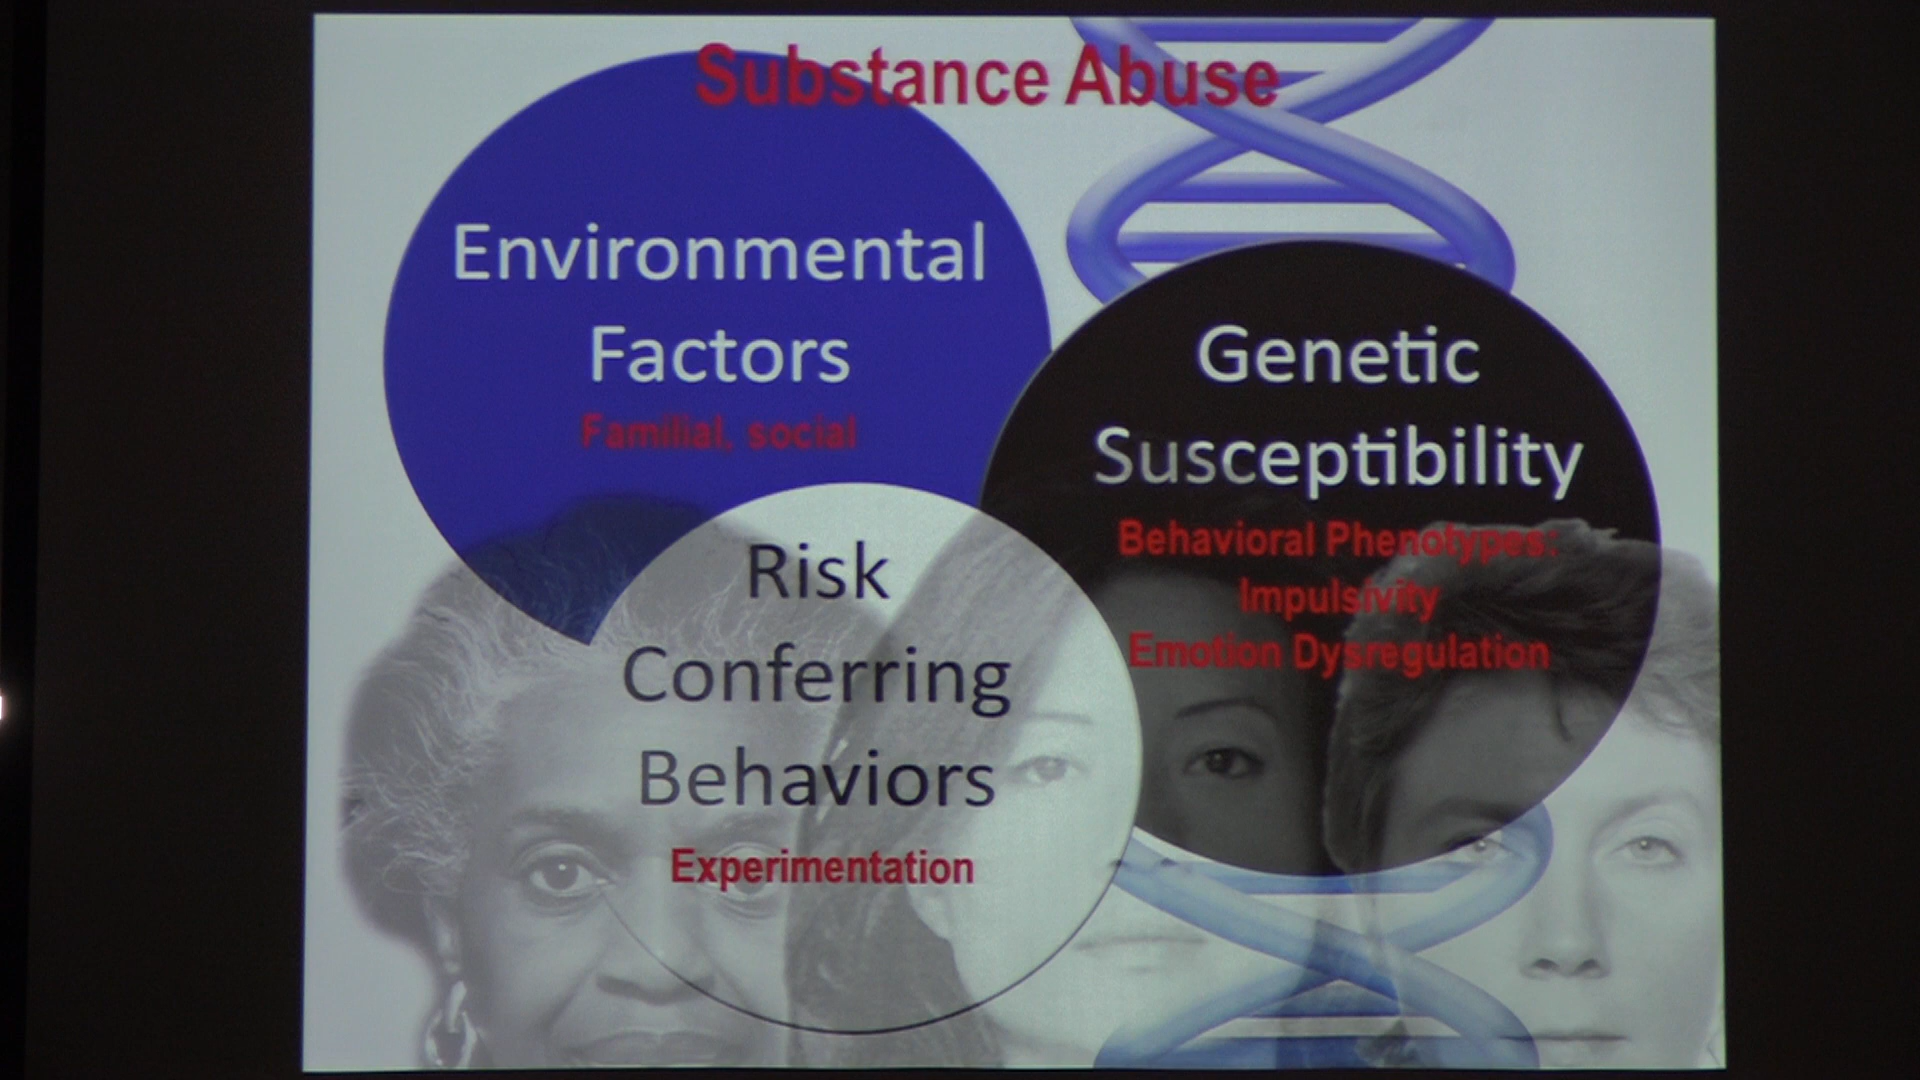 Substance Abuse
Environmental
Factors
Familial, social
Genetic
Susceptibility
Behavioral Phenotypes:
Impulsivity
Emotion Dysregulation
Risk
Conferring
Behaviors
Experimentation